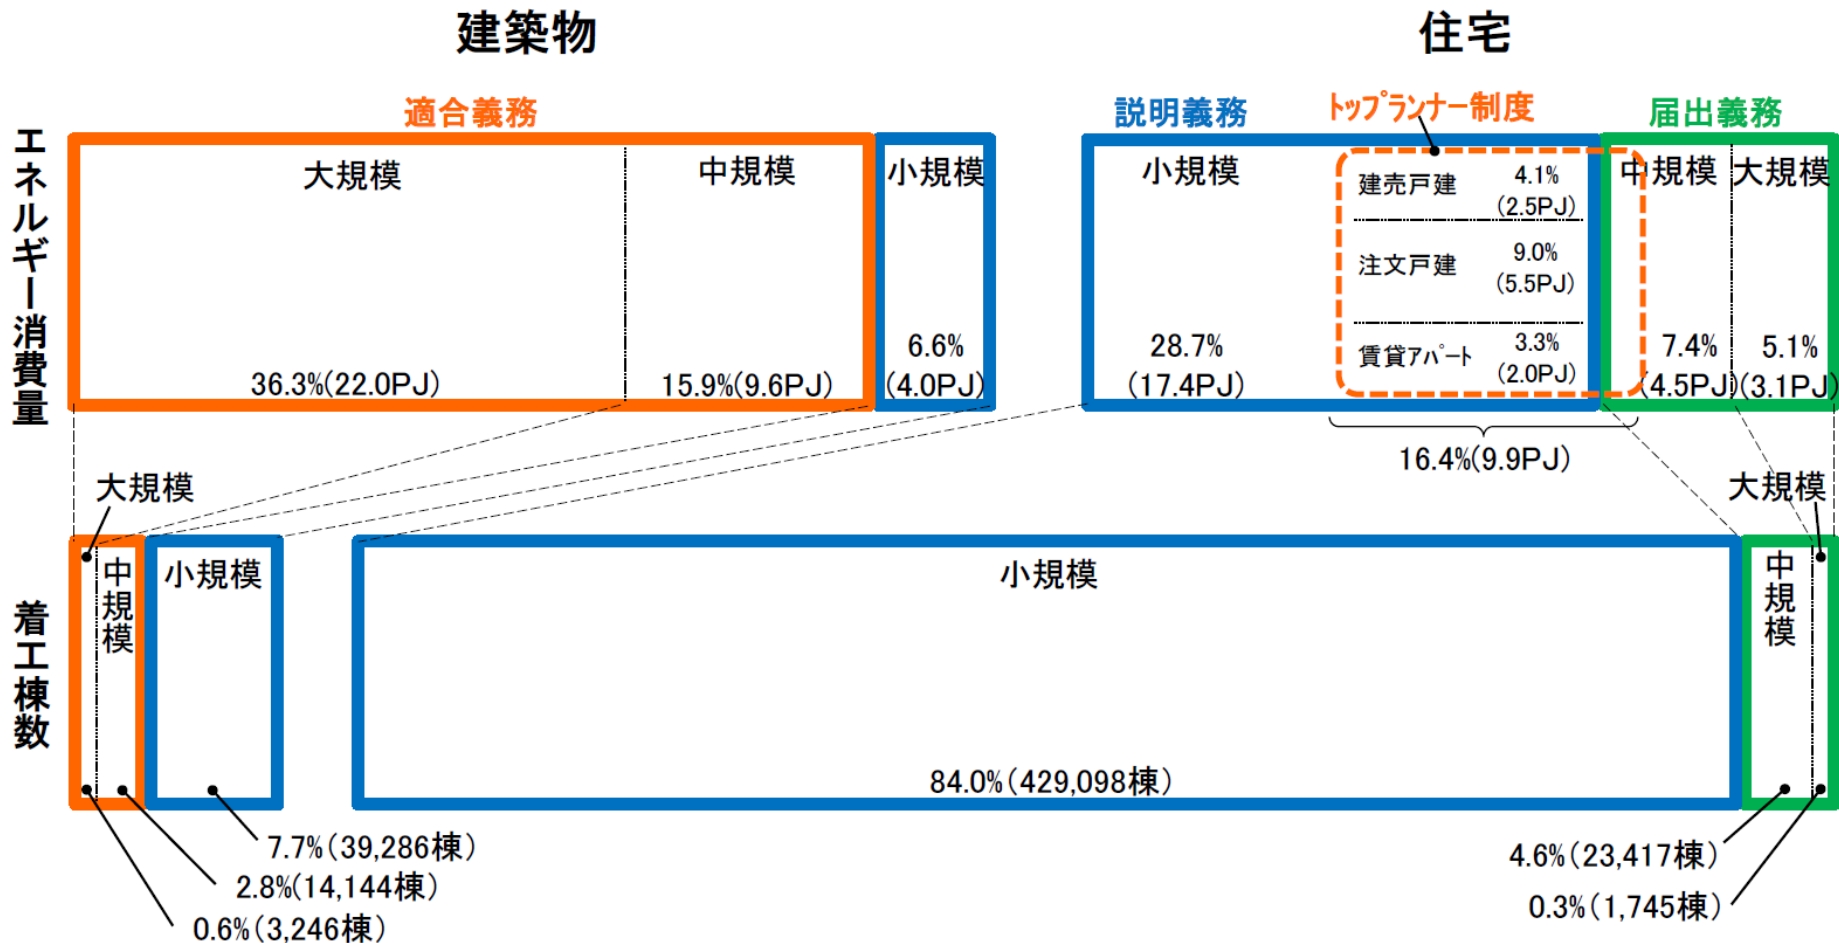 建築物
住宅
適合義務
説明義務
トップランナー制度
届出義務
エネルギー消費量
大規模
中規模
小規模
小規模
建売戸建
4.1%
(2.5PJ)
注文戸建
9.0%
(5.5PJ)
賃貸アパート
3.3%
(2.0PJ)
中規模
大規模
36.3%(22.0PJ)
15.9%(9.6PJ)
6.6%
(4.0PJ)
28.7%
(17.4PJ)
7.4%
(4.5PJ)
5.1%
(3.1PJ)
16.4%(9.9PJ)
大規模
大規模
着工棟数
中規模
小規模
小規模
中規模
84.0%(429,098棟)
7.7%(39,286棟)
2.8%(14,144棟)
0.6%(3,246棟)
4.6%(23,417棟)
0.3%(1,745棟)